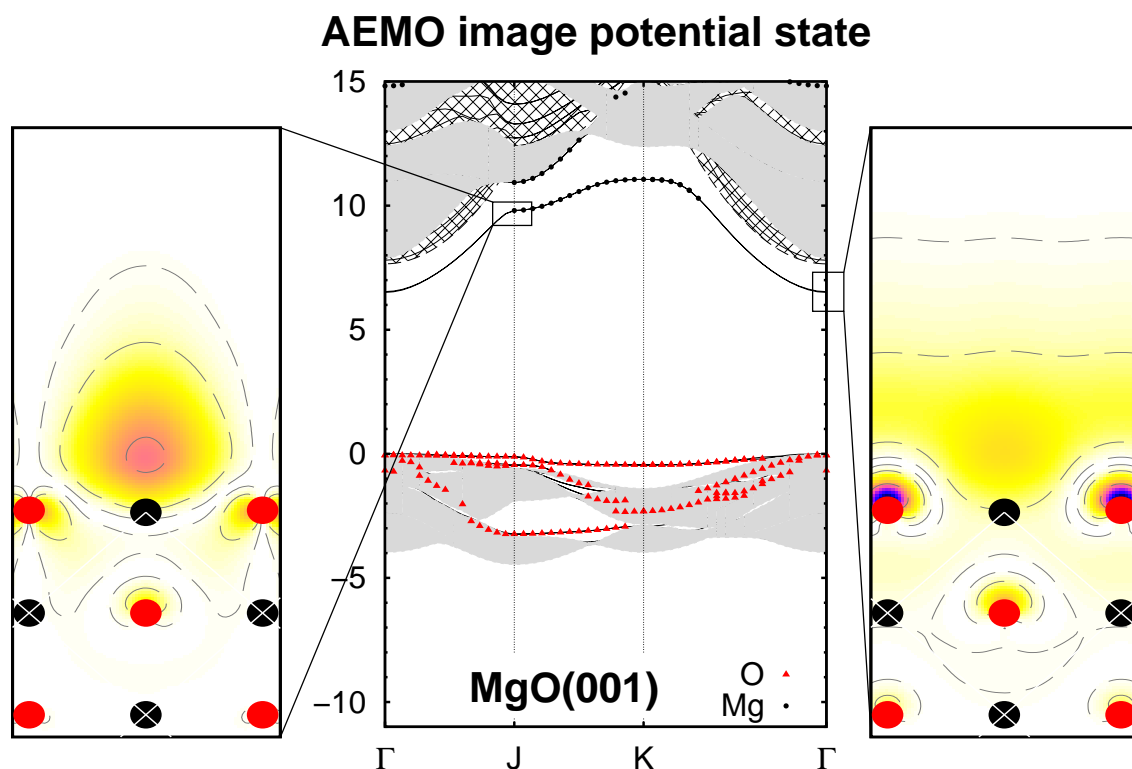 AEMO image potential state
15
10
5
0
−5
−10
MgO(001)
O
Mg
Γ J K Γ